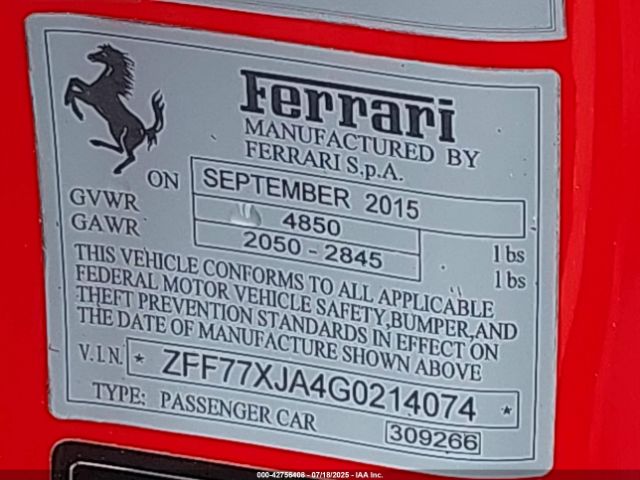 Ferrari
MANUFACTURED BY
FERRARI S.p.A.
ON SEPTEMBER 2015
GVWR 4850 lbs
GAWR 2050 - 2845 lbs
THIS VEHICLE CONFORMS TO ALL APPLICABLE
FEDERAL MOTOR VEHICLE SAFETY, BUMPER, AND
THEFT PREVENTION STANDARDS IN EFFECT ON
THE DATE OF MANUFACTURE SHOWN ABOVE
V.I.N. * ZFF77XJA4G0214074 *
TYPE: PASSENGER CAR 309266
000-42756408 - 07/18/2025 - IAA Inc.